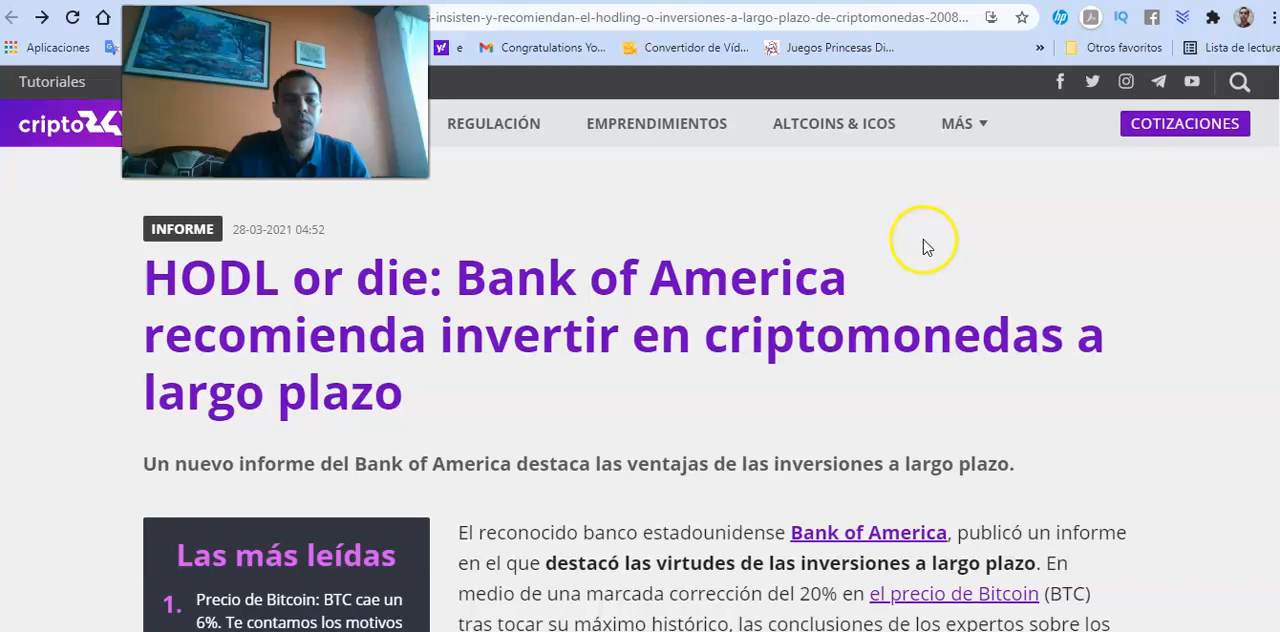 s-insisten-y-recomiendan-el-hodling-o-inversiones-a-largo-plazo-de-criptomonedas-2008...
Aplicaciones e Congratulations Yo... Convertidor de Víd... Juegos Princesas Di... » Otros favoritos Lista de lectura
Tutoriales
cripto24 REGULACIÓN EMPRENDIMIENTOS ALTCOINS & ICOS MÁS COTIZACIONES
INFORME 28-03-2021 04:52
HODL or die: Bank of America
recomienda invertir en criptomonedas a
largo plazo
Un nuevo informe del Bank of America destaca las ventajas de las inversiones a largo plazo.
Las más leídas
1. Precio de Bitcoin: BTC cae un
6%. Te contamos los motivos
El reconocido banco estadounidense Bank of America, publicó un informe
en el que destacó las virtudes de las inversiones a largo plazo. En
medio de una marcada corrección del 20% en el precio de Bitcoin (BTC)
tras tocar su máximo histórico, las conclusiones de los expertos sobre los